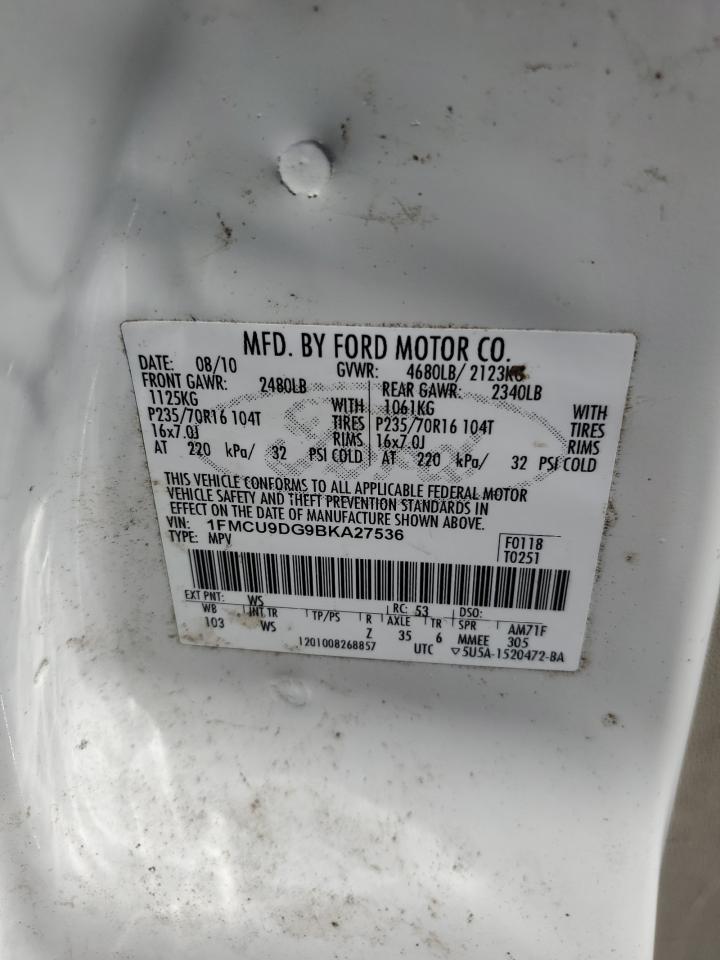 MFD. BY FORD MOTOR CO.
DATE: 08/10 GVWR: 4680LB/ 2123KG
FRONT GAWR: 2480LB REAR GAWR: 2340LB
1125KG WITH 1061KG WITH
P235/70R16 104T TIRES P235/70R16 104T TIRES
16x7.0J RIMS 16x7.0J RIMS
AT 220 kPa/ 32 PSI COLD AT 220 kPa/ 32 PSI COLD
THIS VEHICLE CONFORMS TO ALL APPLICABLE FEDERAL MOTOR
VEHICLE SAFETY AND THEFT PREVENTION STANDARDS IN
EFFECT ON THE DATE OF MANUFACTURE SHOWN ABOVE.
VIN: 1FMCU9DG9BKA27536 F0118
TYPE: MPV T0251
EXT PNT: WS RC: 53 DSO:
WB INT TR TP/PS R AXLE TR SPR AM71F
103 WS Z 35 6 MMEE 305
1201008268857 UTC ▽5U5A-1520472-BA